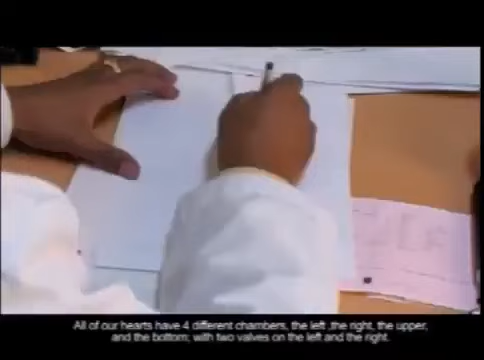 All of our hearts have 4 different chambers, the left ,the right, the upper,
and the bottom; with two valves on the left and the right.